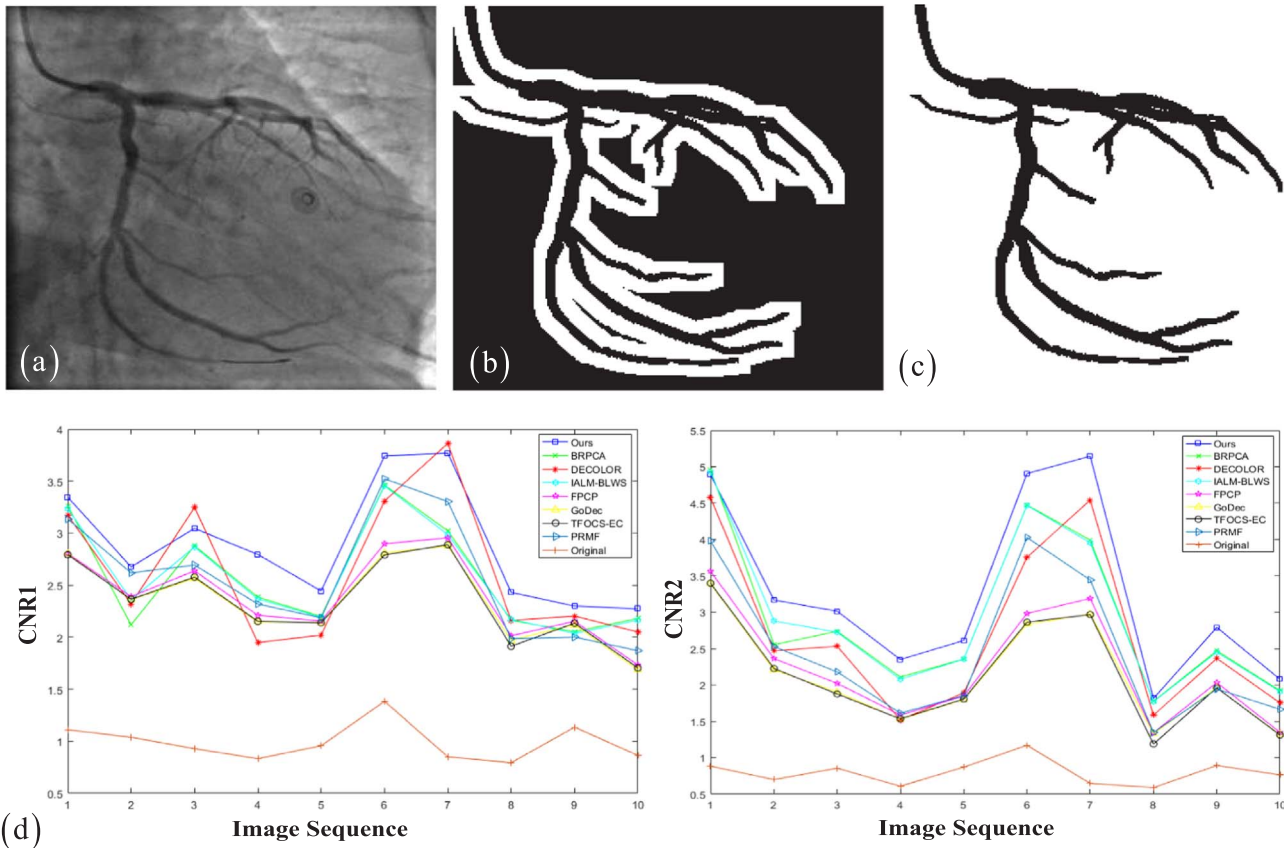 (a)
(b)
(c)
4
3.5
3
2.5
2
1.5
1
0.5
CNR1
1 2 3 4 5 6 7 8 9 10
Image Sequence
Ours
BRPCA
DECOLOR
IALM-BLWS
FPCP
GoDec
TFOCS-EC
PRMF
Original
5.5
5
4.5
4
3.5
3
2.5
2
1.5
1
0.5
CNR2
1 2 3 4 5 6 7 8 9 10
Image Sequence
Ours
BRPCA
DECOLOR
IALM-BLWS
FPCP
GoDec
TFOCS-EC
PRMF
Original
(d)